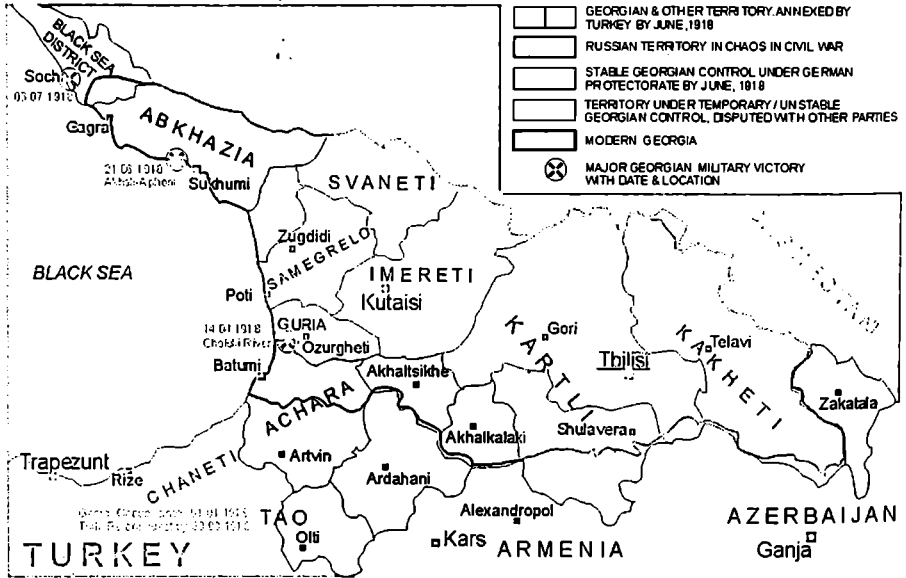 GEORGIAN & OTHER TERRITORY ANNEXED BY
TURKEY BY JUNE, 1918
RUSSIAN TERRITORY IN CHAOS IN CIVIL WAR
STABLE GEORGIAN CONTROL UNDER GERMAN
PROTECTORATE BY JUNE, 1918
TERRITORY UNDER TEMPORARY / UNSTABLE
GEORGIAN CONTROL, DISPUTED WITH OTHER PARTIES
MODERN GEORGIA
MAJOR GEORGIAN MILITARY VICTORY
WITH DATE & LOCATION
BLACK SEA
DISTRICT
Sochi
1918
Gagra
ABKHAZIA
1918
Sukhumi
SVANETI
Zugdidi
SAMEGRELO
BLACK SEA
IMERETI
Kutaisi
Poti
1918
River
GURIA
Ozurgheti
Batumi
KARTLI
Gori
Tbilisi
KAKHETI
Telavi
Akhaltsikhe
ACHARA
Zakatala
Akhalkalaki
Shulavera
Trapezunt
Rize
CHANETI
Artvin
Ardahani
Alexandropol
TAO
Olti
Kars
ARMENIA
AZERBAIJAN
Ganja
TURKEY